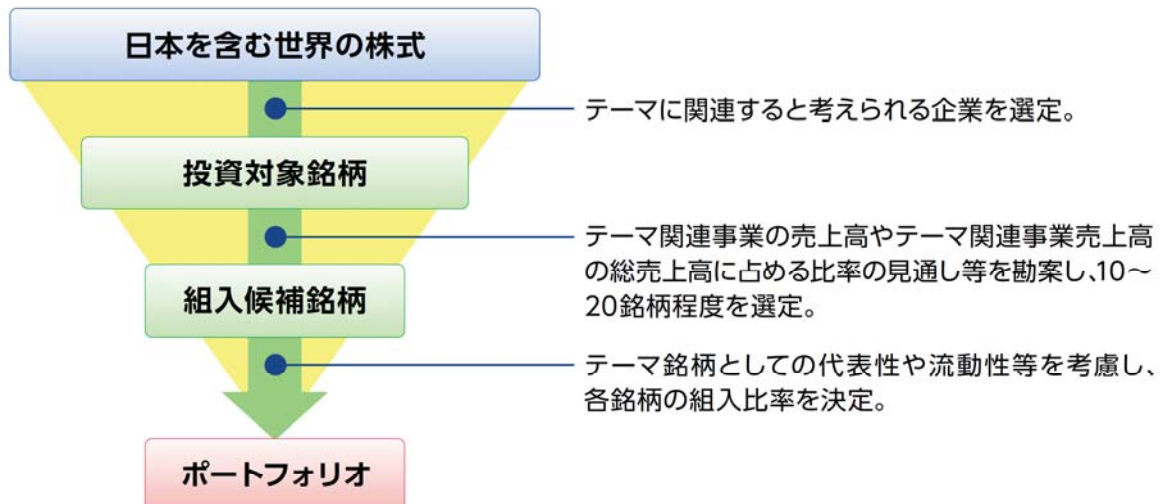 日本を含む世界の株式
テーマに関連すると考えられる企業を選定。
投資対象銘柄
テーマ関連事業の売上高やテーマ関連事業売上高
の総売上高に占める比率の見通し等を勘案し、10～
20銘柄程度を選定。
組入候補銘柄
テーマ銘柄としての代表性や流動性等を考慮し、
各銘柄の組入比率を決定。
ポートフォリオ